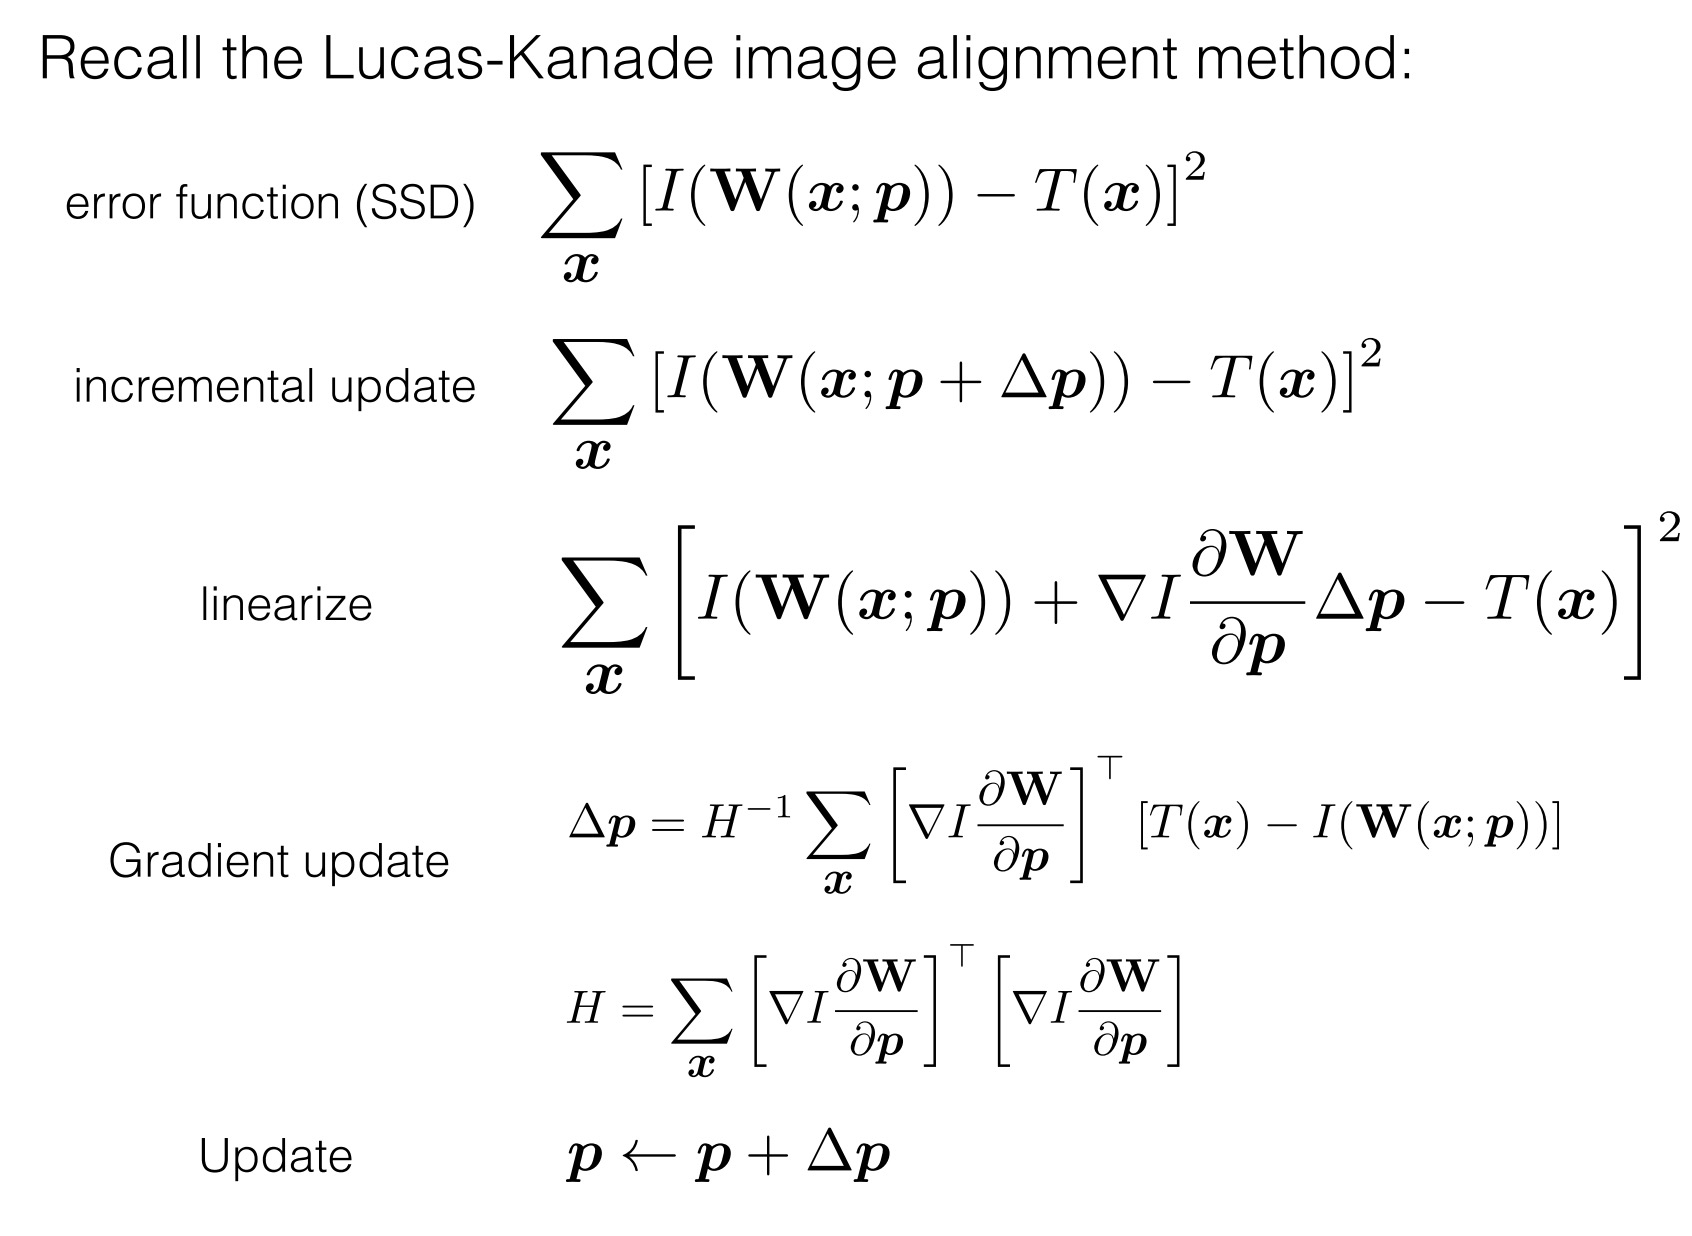 Recall the Lucas-Kanade image alignment method:
error function (SSD) $\sum_{\boldsymbol{x}} [I(\mathbf{W}(\boldsymbol{x}; \boldsymbol{p})) - T(\boldsymbol{x})]^2$
incremental update $\sum_{\boldsymbol{x}} [I(\mathbf{W}(\boldsymbol{x}; \boldsymbol{p} + \Delta\boldsymbol{p})) - T(\boldsymbol{x})]^2$
linearize $\sum_{\boldsymbol{x}} \left[ I(\mathbf{W}(\boldsymbol{x}; \boldsymbol{p})) + \nabla I \frac{\partial \mathbf{W}}{\partial \boldsymbol{p}} \Delta\boldsymbol{p} - T(\boldsymbol{x}) \right]^2$
Gradient update $\Delta\boldsymbol{p} = H^{-1} \sum_{\boldsymbol{x}} \left[ \nabla I \frac{\partial \mathbf{W}}{\partial \boldsymbol{p}} \right]^\top [T(\boldsymbol{x}) - I(\mathbf{W}(\boldsymbol{x}; \boldsymbol{p}))]$
$H = \sum_{\boldsymbol{x}} \left[ \nabla I \frac{\partial \mathbf{W}}{\partial \boldsymbol{p}} \right]^\top \left[ \nabla I \frac{\partial \mathbf{W}}{\partial \boldsymbol{p}} \right]$
Update $\boldsymbol{p} \leftarrow \boldsymbol{p} + \Delta\boldsymbol{p}$